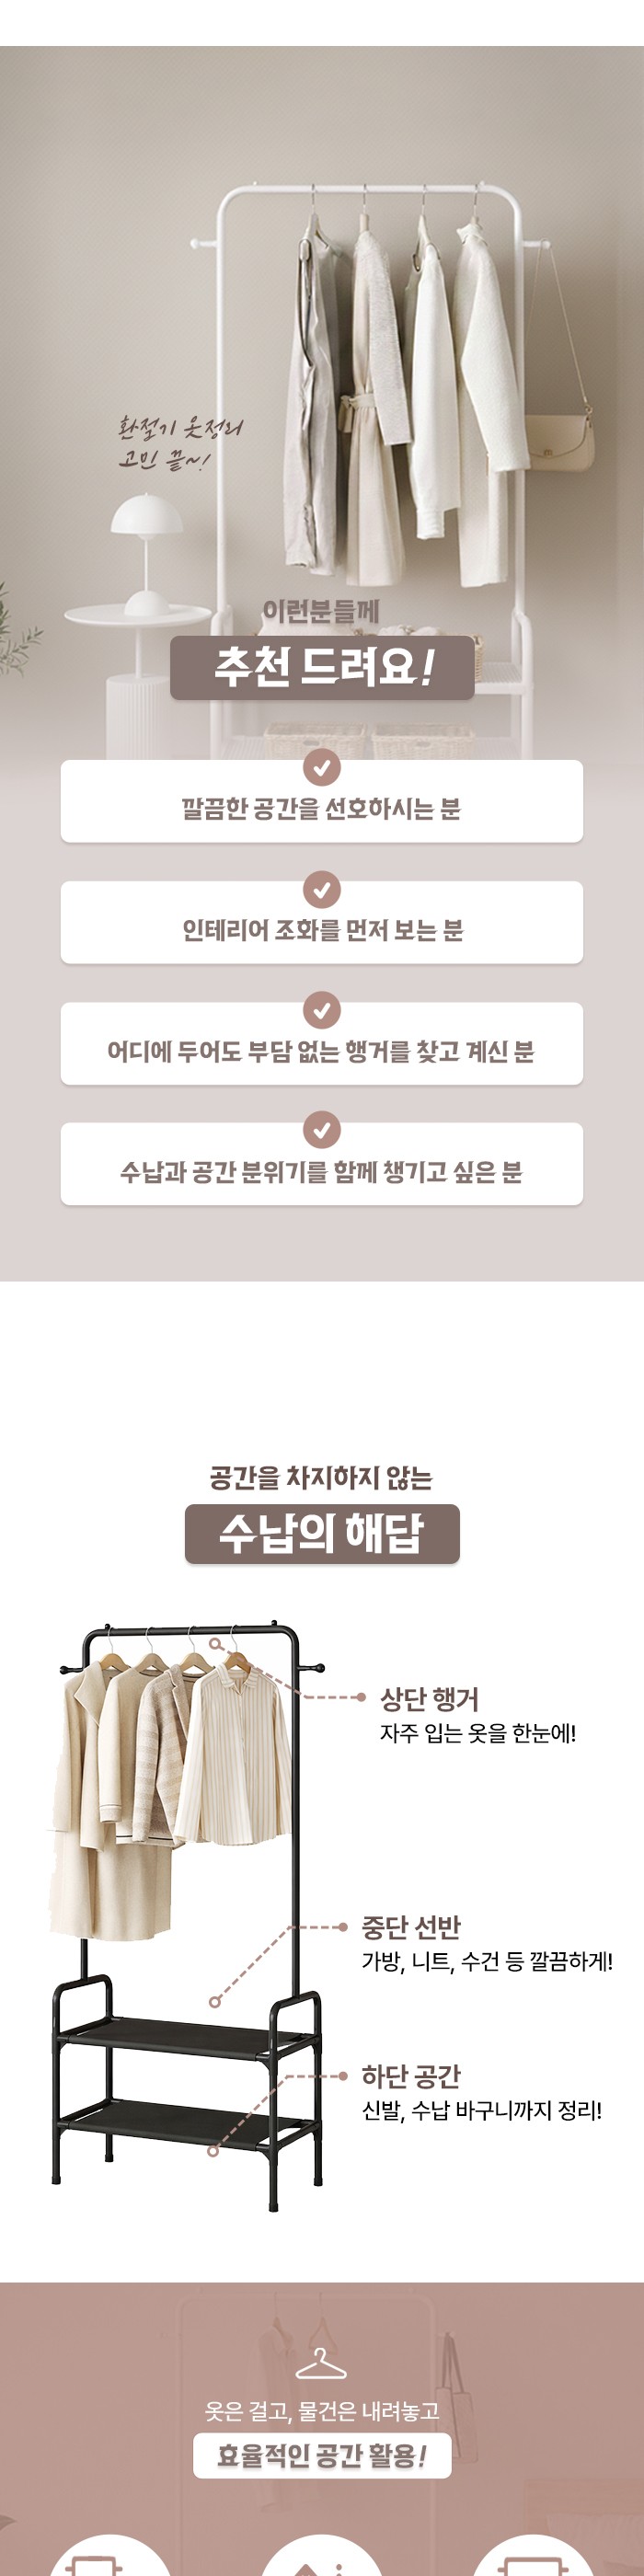 환절기 옷정리
고민 끝~!
이런분들께
추천 드려요!
깔끔한 공간을 선호하시는 분
인테리어 조화를 먼저 보는 분
어디에 두어도 부담 없는 행거를 찾고 계신 분
수납과 공간 분위기를 함께 챙기고 싶은 분
공간을 차지하지 않는
수납의 해답
상단 행거
자주 입는 옷을 한눈에!
중단 선반
가방, 니트, 수건 등 깔끔하게!
하단 공간
신발, 수납 바구니까지 정리!
옷은 걸고, 물건은 내려놓고
효율적인 공간 활용!